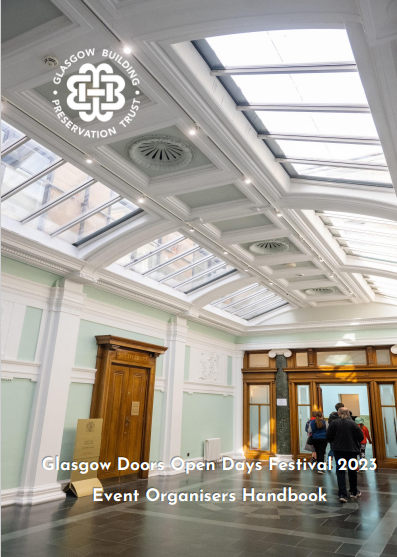 GLASGOW BUILDING
PRESERVATION TRUST
Glasgow Doors Open Days Festival 2023
Event Organisers Handbook